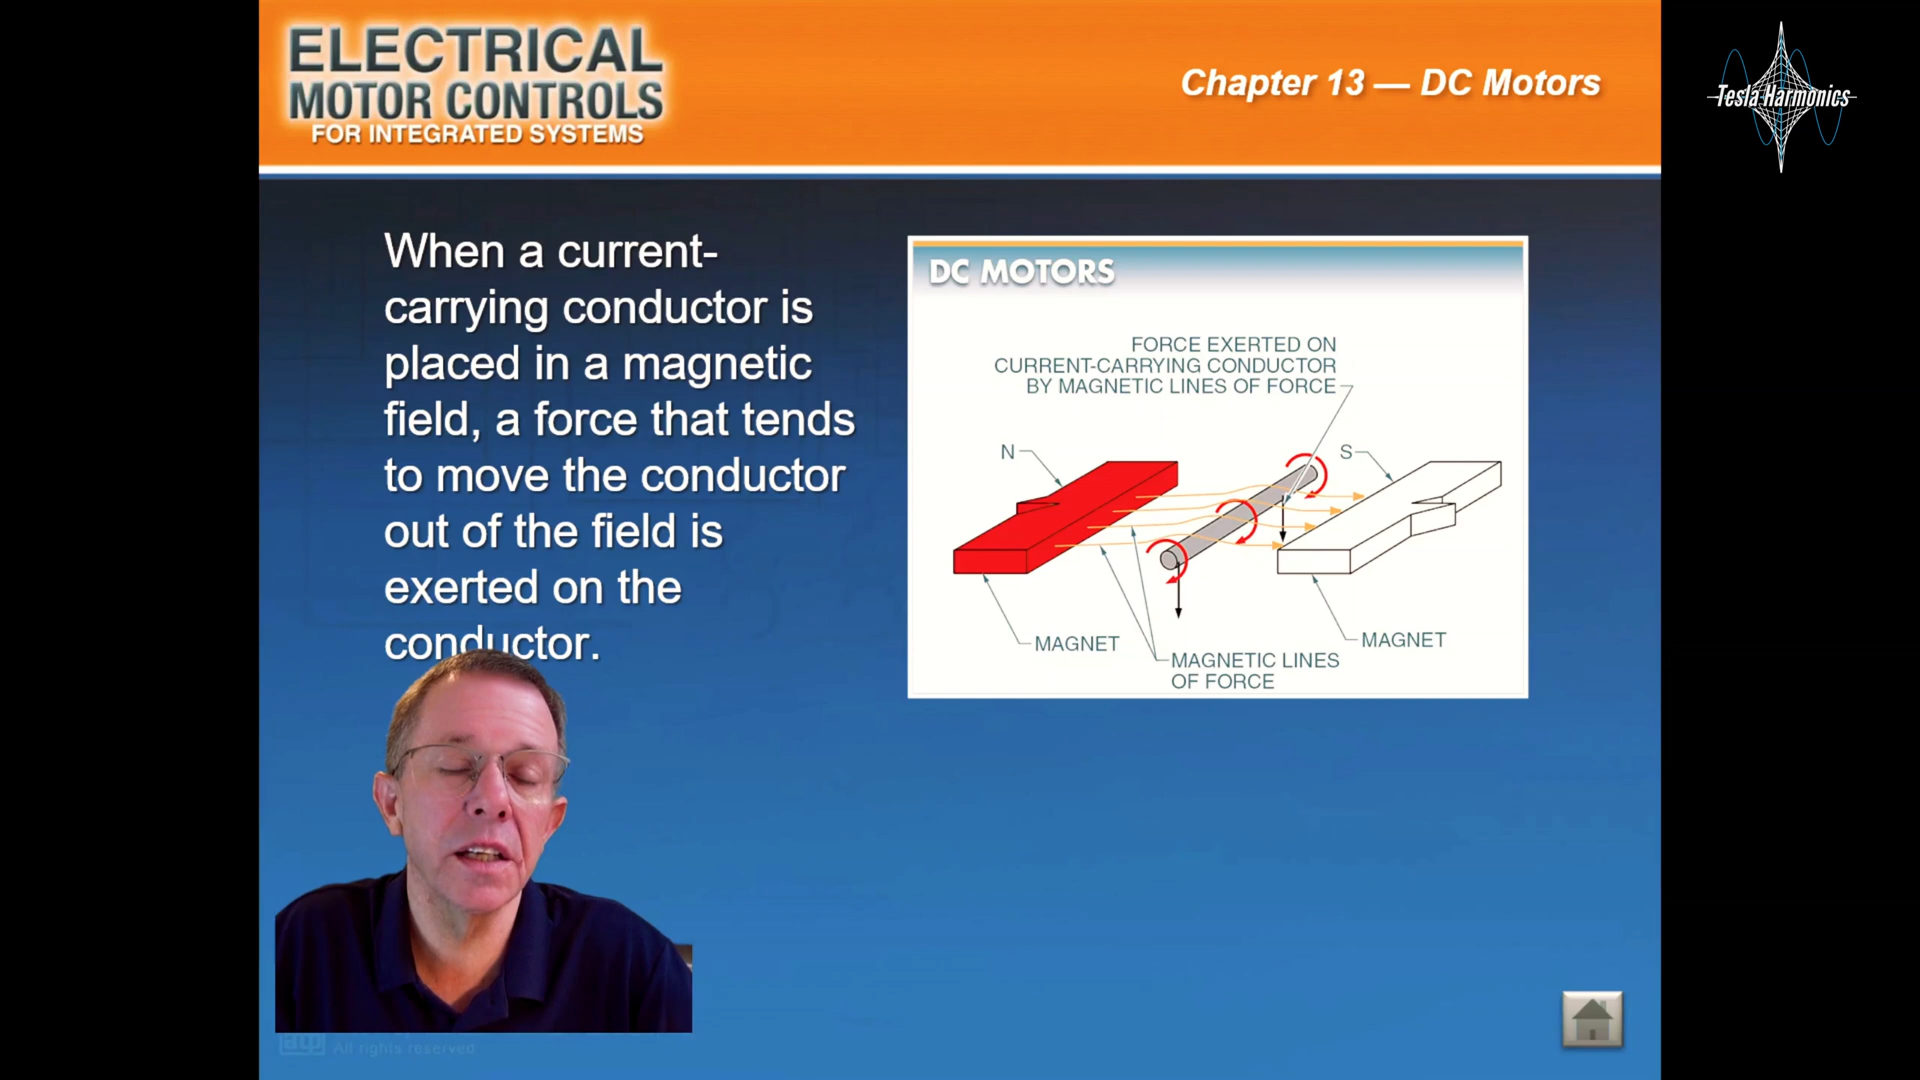 ELECTRICAL
MOTOR CONTROLS
FOR INTEGRATED SYSTEMS
Chapter 13 — DC Motors
Tesla Harmonics
When a current-
carrying conductor is
placed in a magnetic
field, a force that tends
to move the conductor
out of the field is
exerted on the
conductor.
DC MOTORS
FORCE EXERTED ON
CURRENT-CARRYING CONDUCTOR
BY MAGNETIC LINES OF FORCE
N
S
MAGNET
MAGNETIC LINES
OF FORCE
MAGNET
atp
All rights reserved